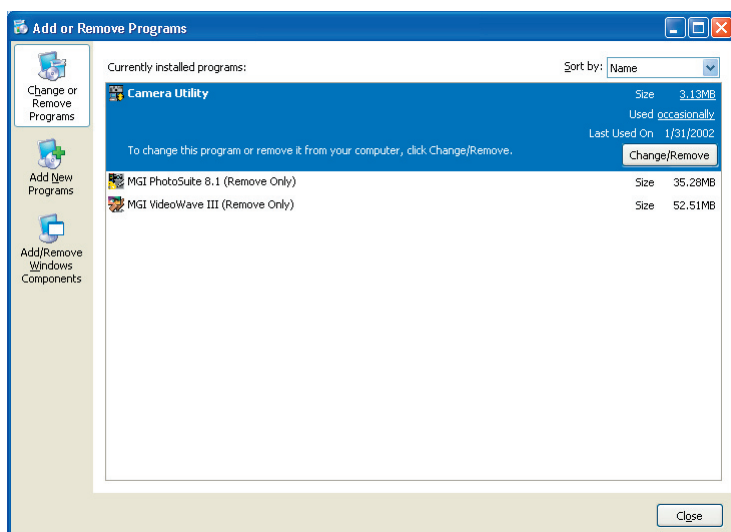 Add or Remove Programs
Change or
Remove
Programs
Add New
Programs
Add/Remove
Windows
Components
Currently installed programs:
Sort by: Name
Camera Utility
Size 3.13MB
Used occasionally
Last Used On 1/31/2002
To change this program or remove it from your computer, click Change/Remove.
Change/Remove
MGI PhotoSuite 8.1 (Remove Only) Size 35.28MB
MGI VideoWave III (Remove Only) Size 52.51MB
Close